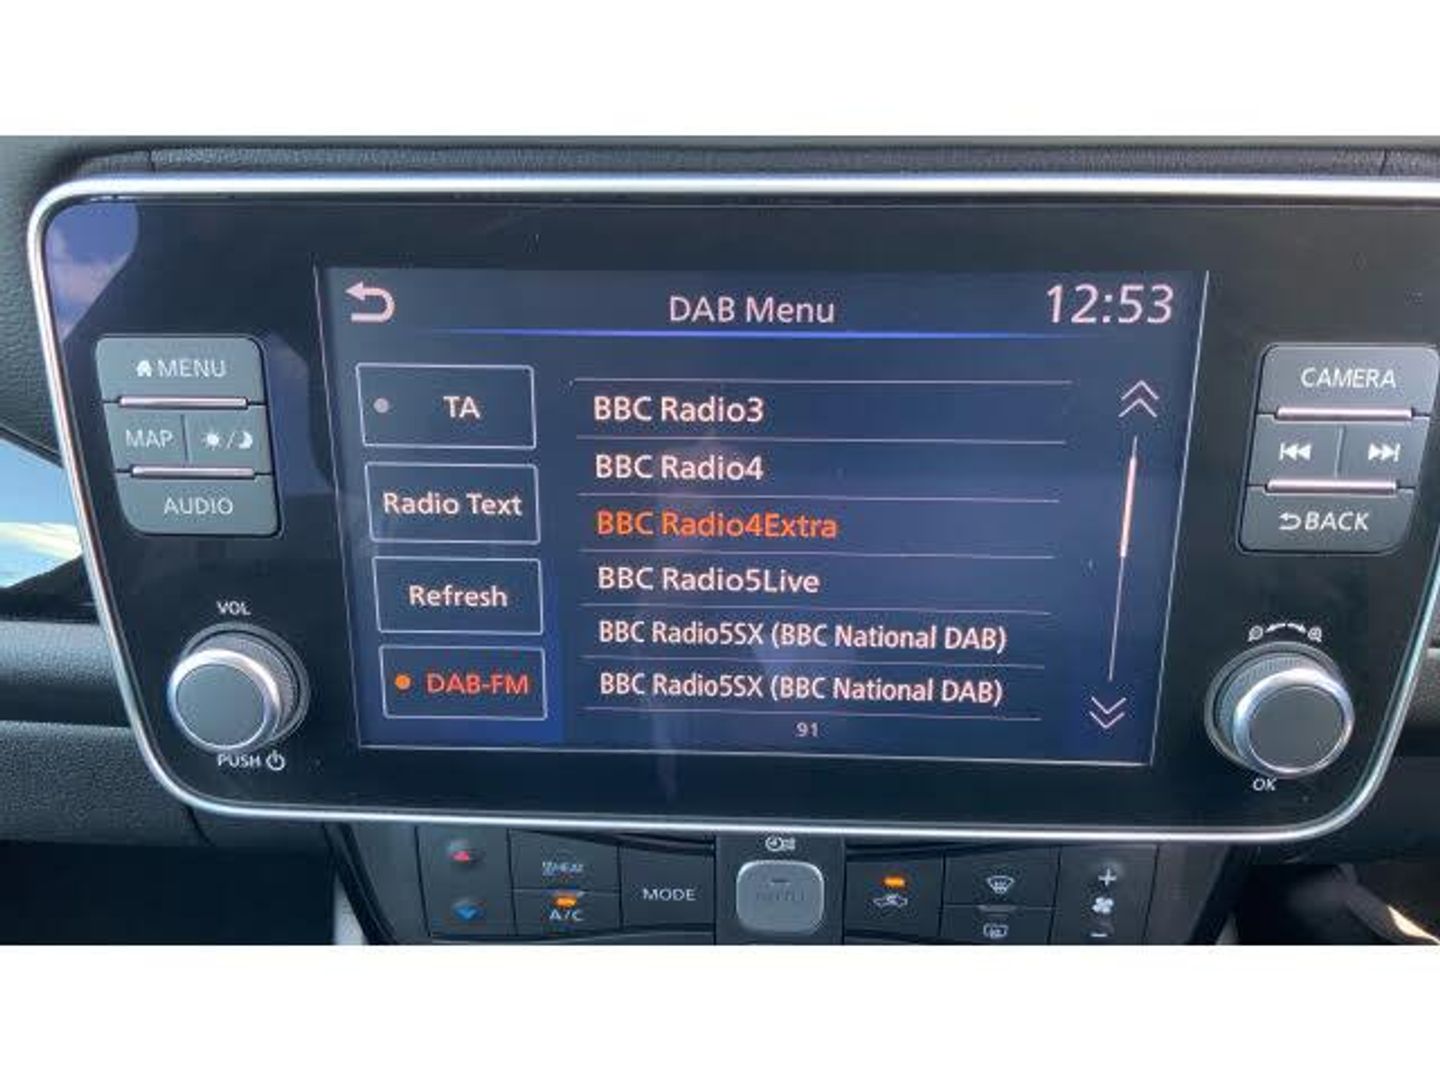 DAB Menu
12:53
MENU
MAP
AUDIO
VOL
PUSH
TA
Radio Text
Refresh
DAB-FM
BBC Radio3
BBC Radio4
BBC Radio4Extra
BBC Radio5Live
BBC Radio5SX (BBC National DAB)
BBC Radio5SX (BBC National DAB)
91
CAMERA
BACK
OK
A/C
MODE